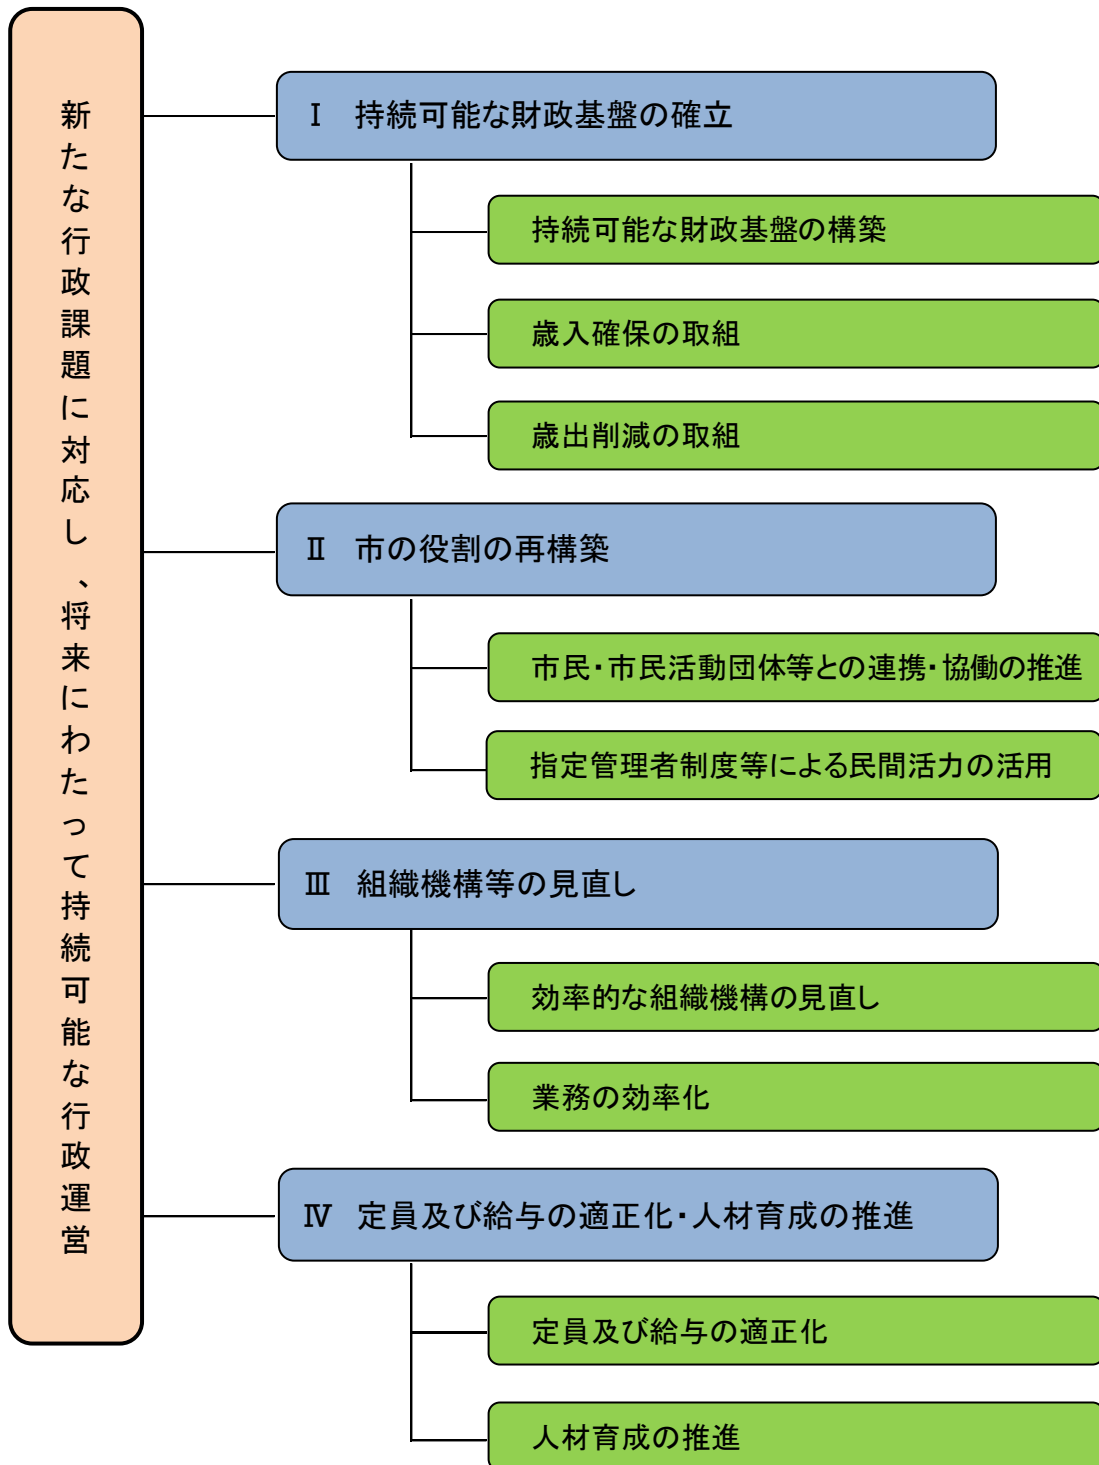 新たな行政課題に対応し、将来にわたって持続可能な行政運営
Ⅰ 持続可能な財政基盤の確立
持続可能な財政基盤の構築
歳入確保の取組
歳出削減の取組
Ⅱ 市の役割の再構築
市民・市民活動団体等との連携・協働の推進
指定管理者制度等による民間活力の活用
Ⅲ 組織機構等の見直し
効率的な組織機構の見直し
業務の効率化
Ⅳ 定員及び給与の適正化・人材育成の推進
定員及び給与の適正化
人材育成の推進